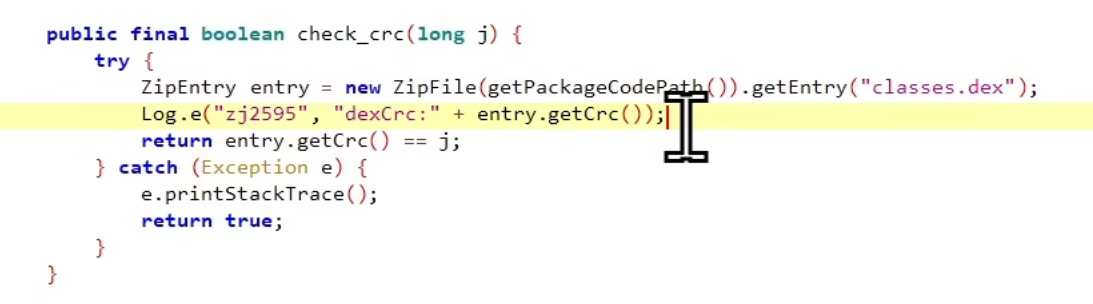 public final boolean check_crc(long j) {
try {
ZipEntry entry = new ZipFile(getPackageCodePath()).getEntry("classes.dex");
Log.e("zj2595", "dexCrc:" + entry.getCrc());
return entry.getCrc() == j;
} catch (Exception e) {
e.printStackTrace();
return true;
}
}